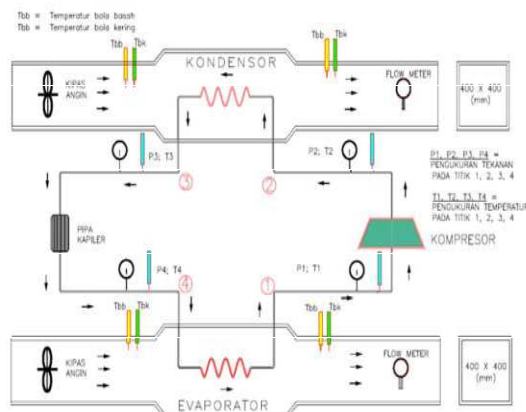 Tbb = Temperatur bola basah
Tbb = Temperatur bola kering
Tbb Tbk
KONDENSOR
Tbb Tbk
KIPAS
ANGIN
FLOW METER
400 X 400
(mm)
P3; T3
P2; T2
P1, P2, P3, P4 =
PENGUKURAN TEKANAN
PADA TITIK 1, 2, 3, 4
3
2
T1, T2, T3, T4 =
PENGUKURAN TEMPERATUR
PADA TITIK 1, 2, 3, 4
PIPA
KAPILER
KOMPRESOR
P4; T4
4
1
P1; T1
Tbb Tbk
Tbb Tbk
KIPAS
ANGIN
FLOW METER
400 X 400
(mm)
EVAPORATOR